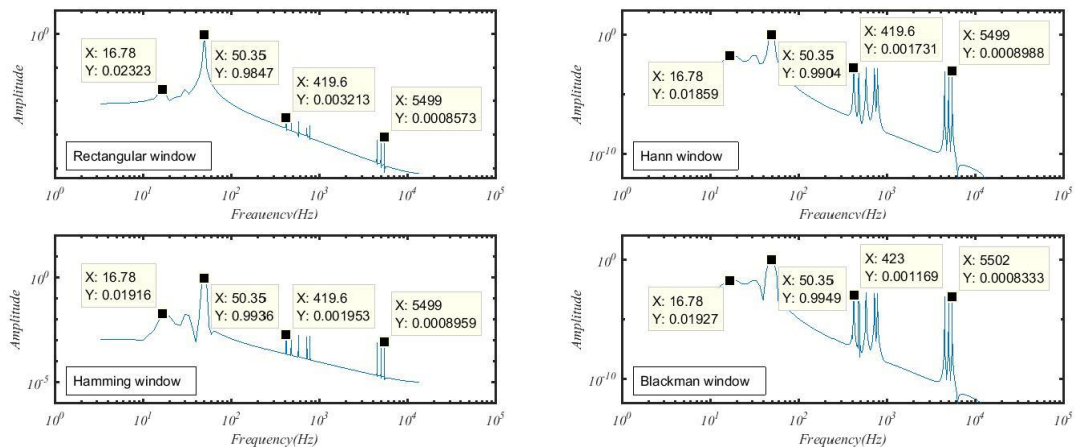 Amplitude
10^0
X: 16.78
Y: 0.02323
X: 50.35
Y: 0.9847
X: 419.6
Y: 0.003213
X: 5499
Y: 0.0008573
Rectangular window
10^0 10^1 10^2 10^3 10^4 10^5
Frequency(Hz)
Amplitude
10^0
10^-10
X: 16.78
Y: 0.01859
X: 50.35
Y: 0.9904
X: 419.6
Y: 0.001731
X: 5499
Y: 0.0008988
Hann window
10^0 10^1 10^2 10^3 10^4 10^5
Frequency(Hz)
Amplitude
10^0
10^-5
X: 16.78
Y: 0.01916
X: 50.35
Y: 0.9936
X: 419.6
Y: 0.001953
X: 5499
Y: 0.0008959
Hamming window
10^0 10^1 10^2 10^3 10^4 10^5
Frequency(Hz)
Amplitude
10^0
10^-10
X: 16.78
Y: 0.01927
X: 50.35
Y: 0.9949
X: 423
Y: 0.001169
X: 5502
Y: 0.0008333
Blackman window
10^0 10^1 10^2 10^3 10^4 10^5
Frequency(Hz)